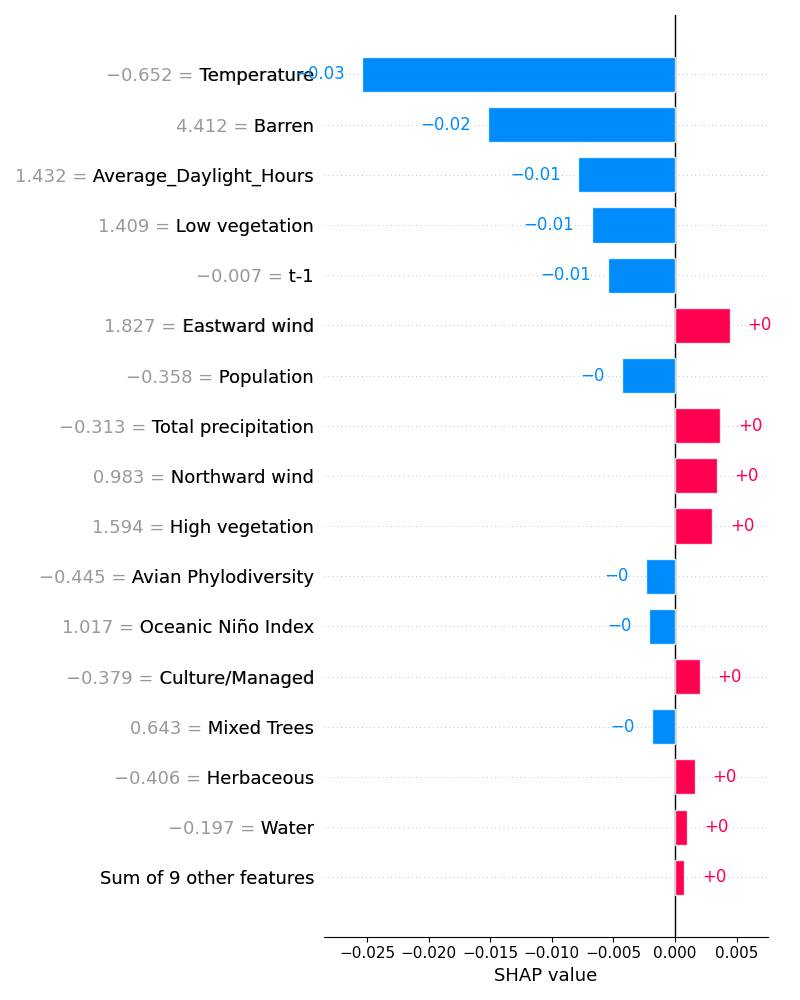 −0.652 = Temperature −0.03
4.412 = Barren −0.02
1.432 = Average_Daylight_Hours −0.01
1.409 = Low vegetation −0.01
−0.007 = t-1 −0.01
1.827 = Eastward wind +0
−0.358 = Population −0
−0.313 = Total precipitation +0
0.983 = Northward wind +0
1.594 = High vegetation +0
−0.445 = Avian Phylodiversity −0
1.017 = Oceanic Niño Index −0
−0.379 = Culture/Managed +0
0.643 = Mixed Trees −0
−0.406 = Herbaceous +0
−0.197 = Water +0
Sum of 9 other features +0
−0.025 −0.020 −0.015 −0.010 −0.005 0.000 0.005
SHAP value